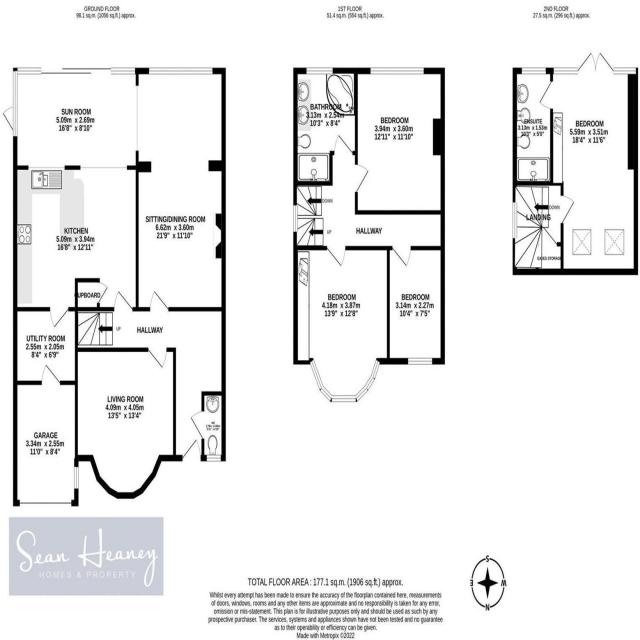 GROUND FLOOR
98.1 sq.m. (1056 sq.ft.) approx.
1ST FLOOR
51.4 sq.m. (554 sq.ft.) approx.
2ND FLOOR
27.5 sq.m. (296 sq.ft.) approx.
SUN ROOM
5.09m x 2.69m
16'8" x 8'10"
KITCHEN
5.09m x 3.94m
16'8" x 12'11"
SITTING/DINING ROOM
6.62m x 3.60m
21'9" x 11'10"
CUPBOARD
UP
HALLWAY
UTILITY ROOM
2.55m x 2.05m
8'4" x 6'9"
LIVING ROOM
4.09m x 4.05m
13'5" x 13'4"
GARAGE
3.34m x 2.55m
11'0" x 8'4"
WC
BATHROOM
3.13m x 2.54m
10'3" x 8'4"
BEDROOM
3.94m x 3.60m
12'11" x 11'10"
DOWN
UP
HALLWAY
BEDROOM
4.18m x 3.87m
13'9" x 12'8"
BEDROOM
3.14m x 2.27m
10'4" x 7'5"
ENSUITE
3.13m x 1.53m
10'3" x 5'0"
BEDROOM
5.59m x 3.51m
18'4" x 11'6"
DOWN
LANDING
EAVES STORAGE
Sean Heaney
HOMES & PROPERTY
TOTAL FLOOR AREA : 177.1 sq.m. (1906 sq.ft.) approx.
Whilst every attempt has been made to ensure the accuracy of the floorplan contained here, measurements
of doors, windows, rooms and any other items are approximate and no responsibility is taken for any error,
omission or mis-statement. This plan is for illustrative purposes only and should be used as such by any
prospective purchaser. The services, systems and appliances shown have not been tested and no guarantee
as to their operability or efficiency can be given.
Made with Metropix ©2022
S
E
W
N